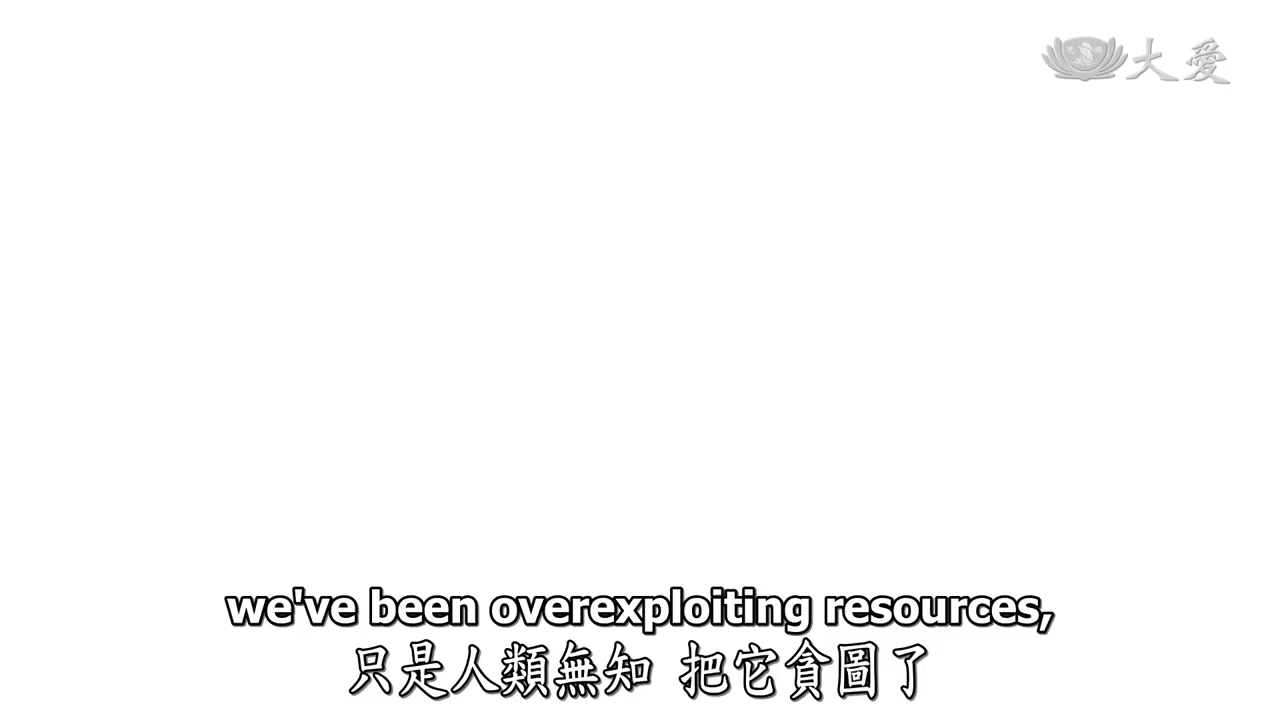 大愛
we've been overexploiting resources,
只是人類無知 把它貪圖了